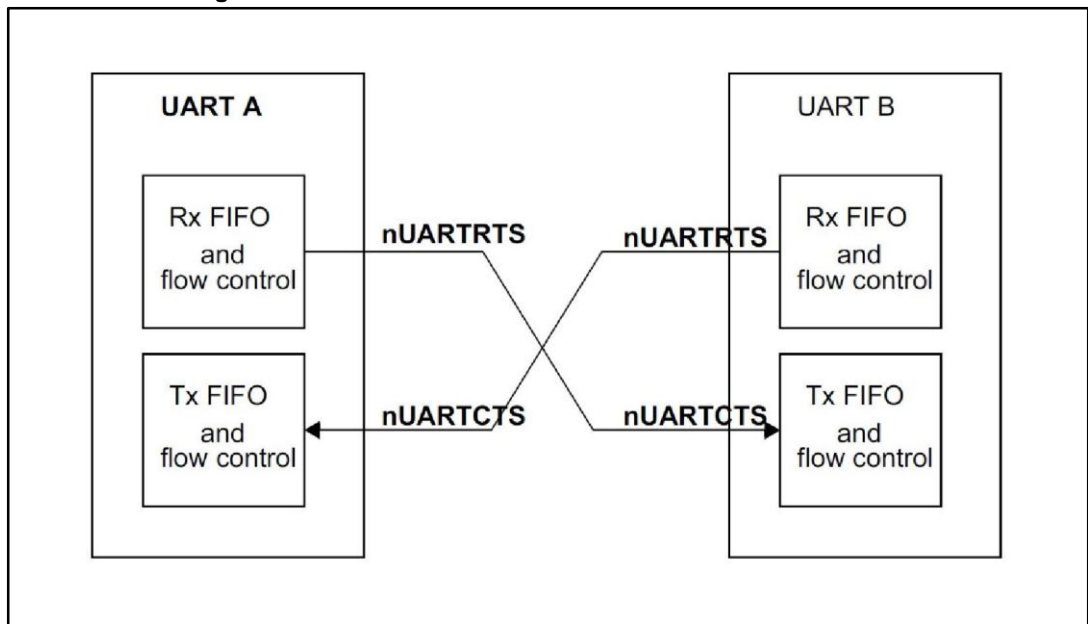 UART A
Rx FIFO
and
flow control
Tx FIFO
and
flow control
nUARTRTS
nUARTCTS
nUARTRTS
nUARTCTS
UART B
Rx FIFO
and
flow control
Tx FIFO
and
flow control